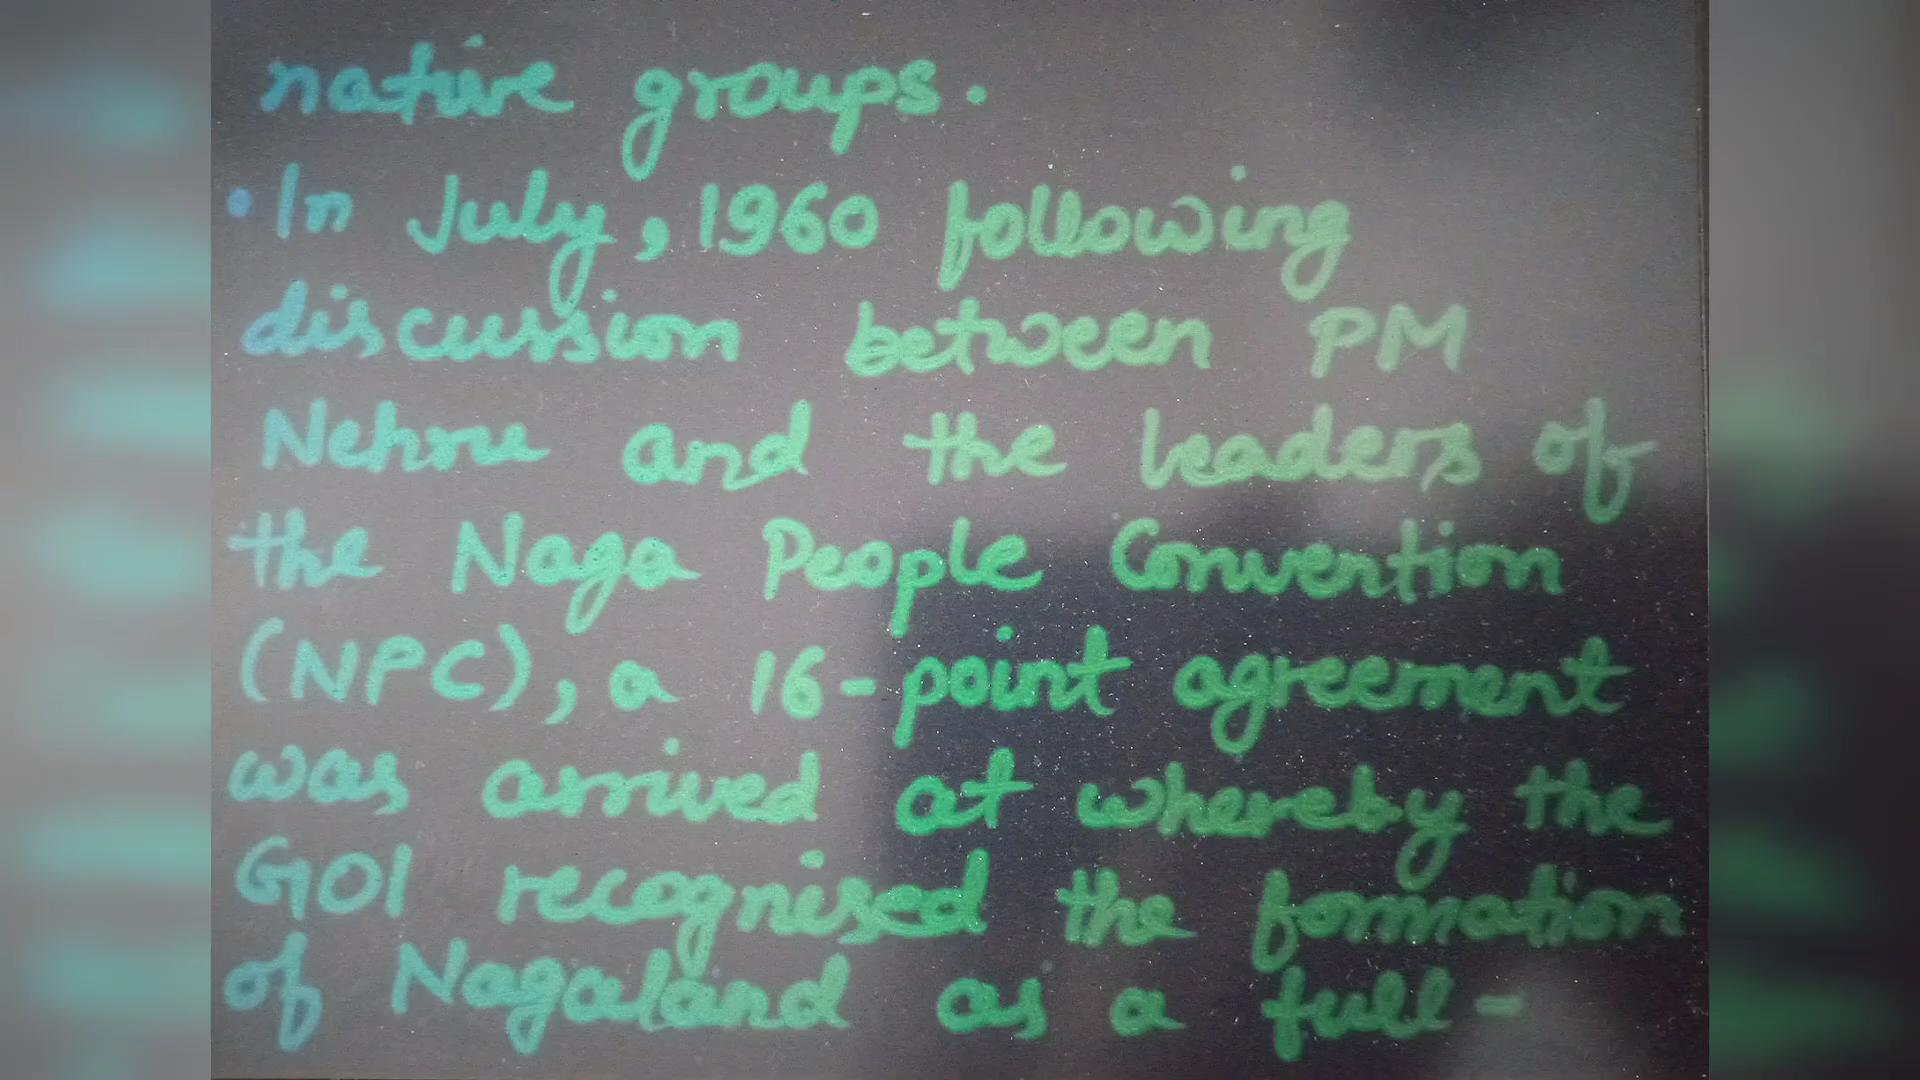 native groups.
• In July, 1960 following
discussion between PM
Nehru and the leaders of
the Naga People Convention
(NPC), a 16-point agreement
was arrived at whereby the
GOI recognised the formation
of Nagaland as a full-